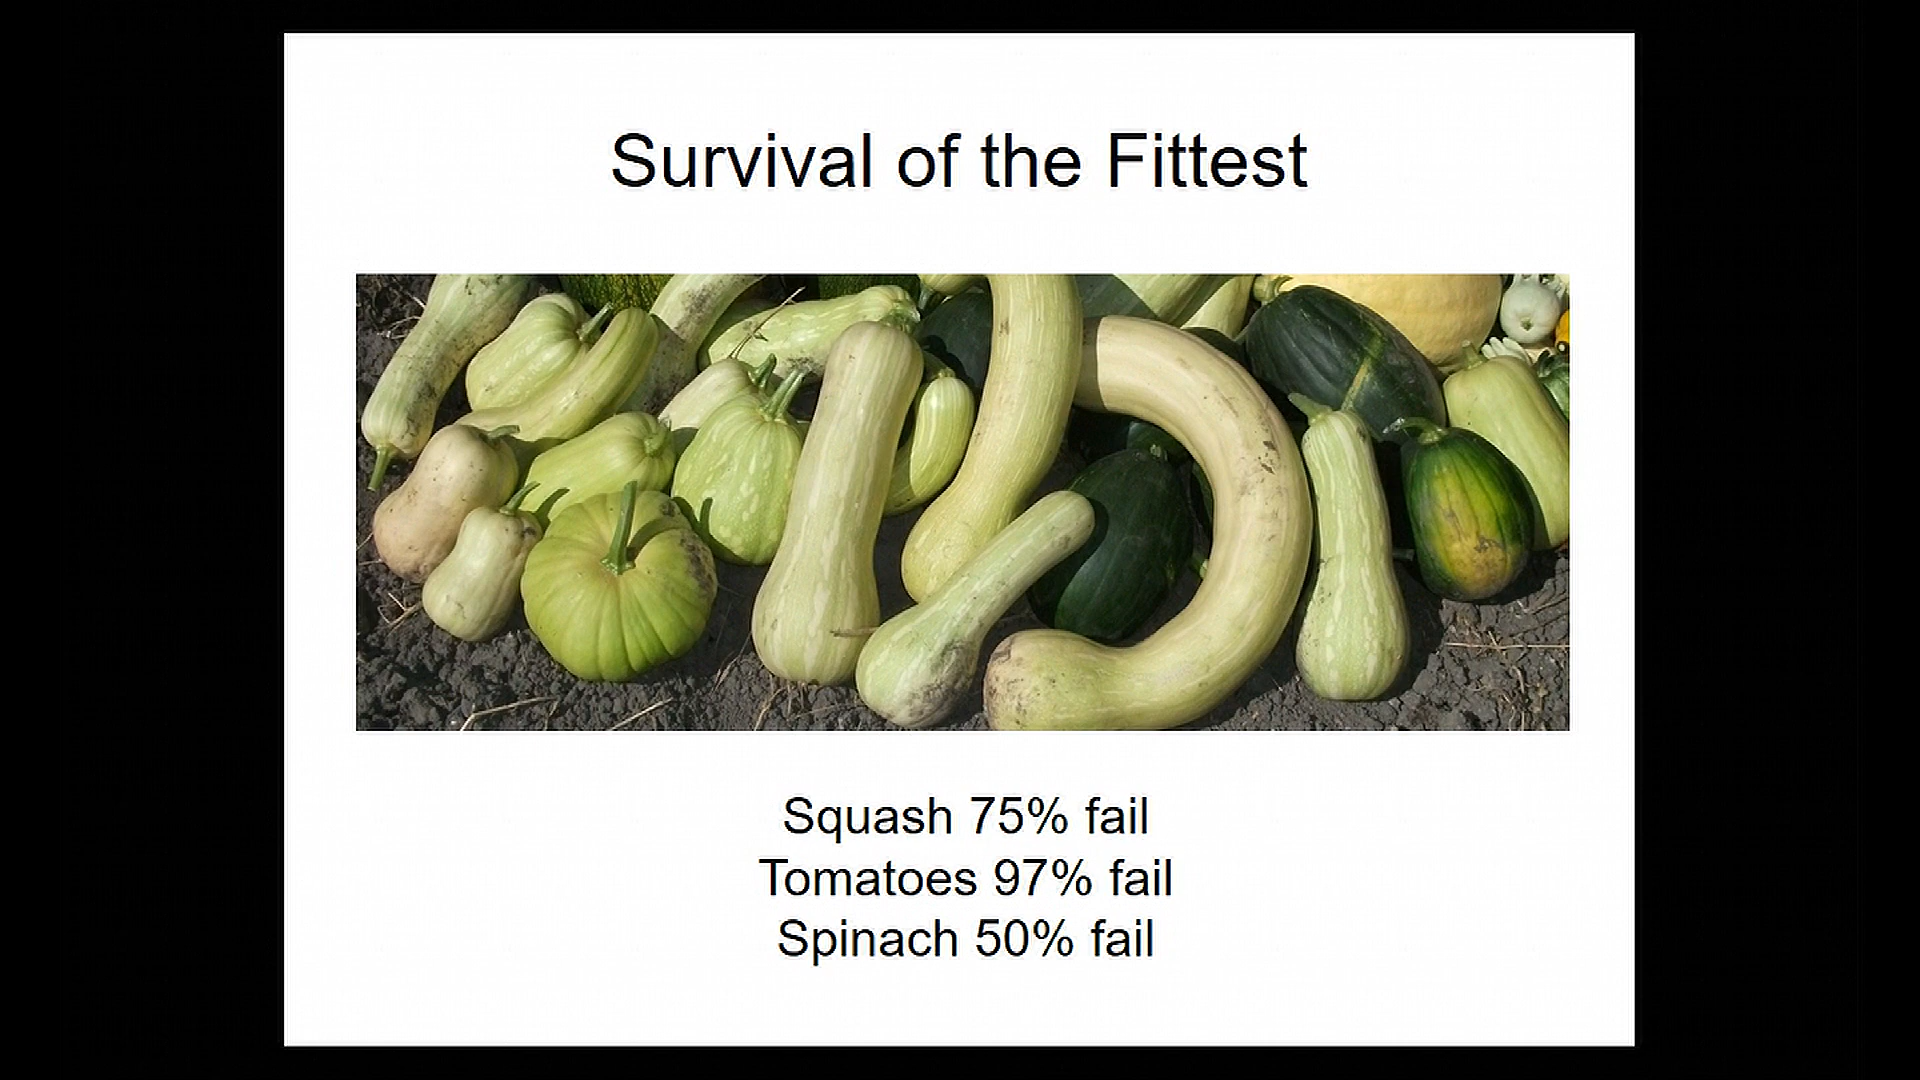 Survival of the Fittest
Squash 75% fail
Tomatoes 97% fail
Spinach 50% fail